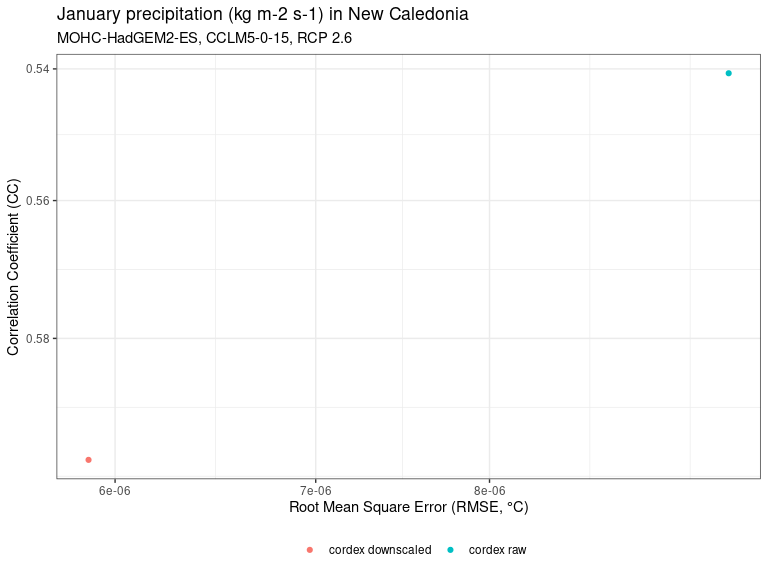 January precipitation (kg m-2 s-1) in New Caledonia
MOHC-HadGEM2-ES, CCLM5-0-15, RCP 2.6
Correlation Coefficient (CC)
0.54
0.56
0.58
6e-06 7e-06 8e-06
Root Mean Square Error (RMSE, °C)
cordex downscaled cordex raw